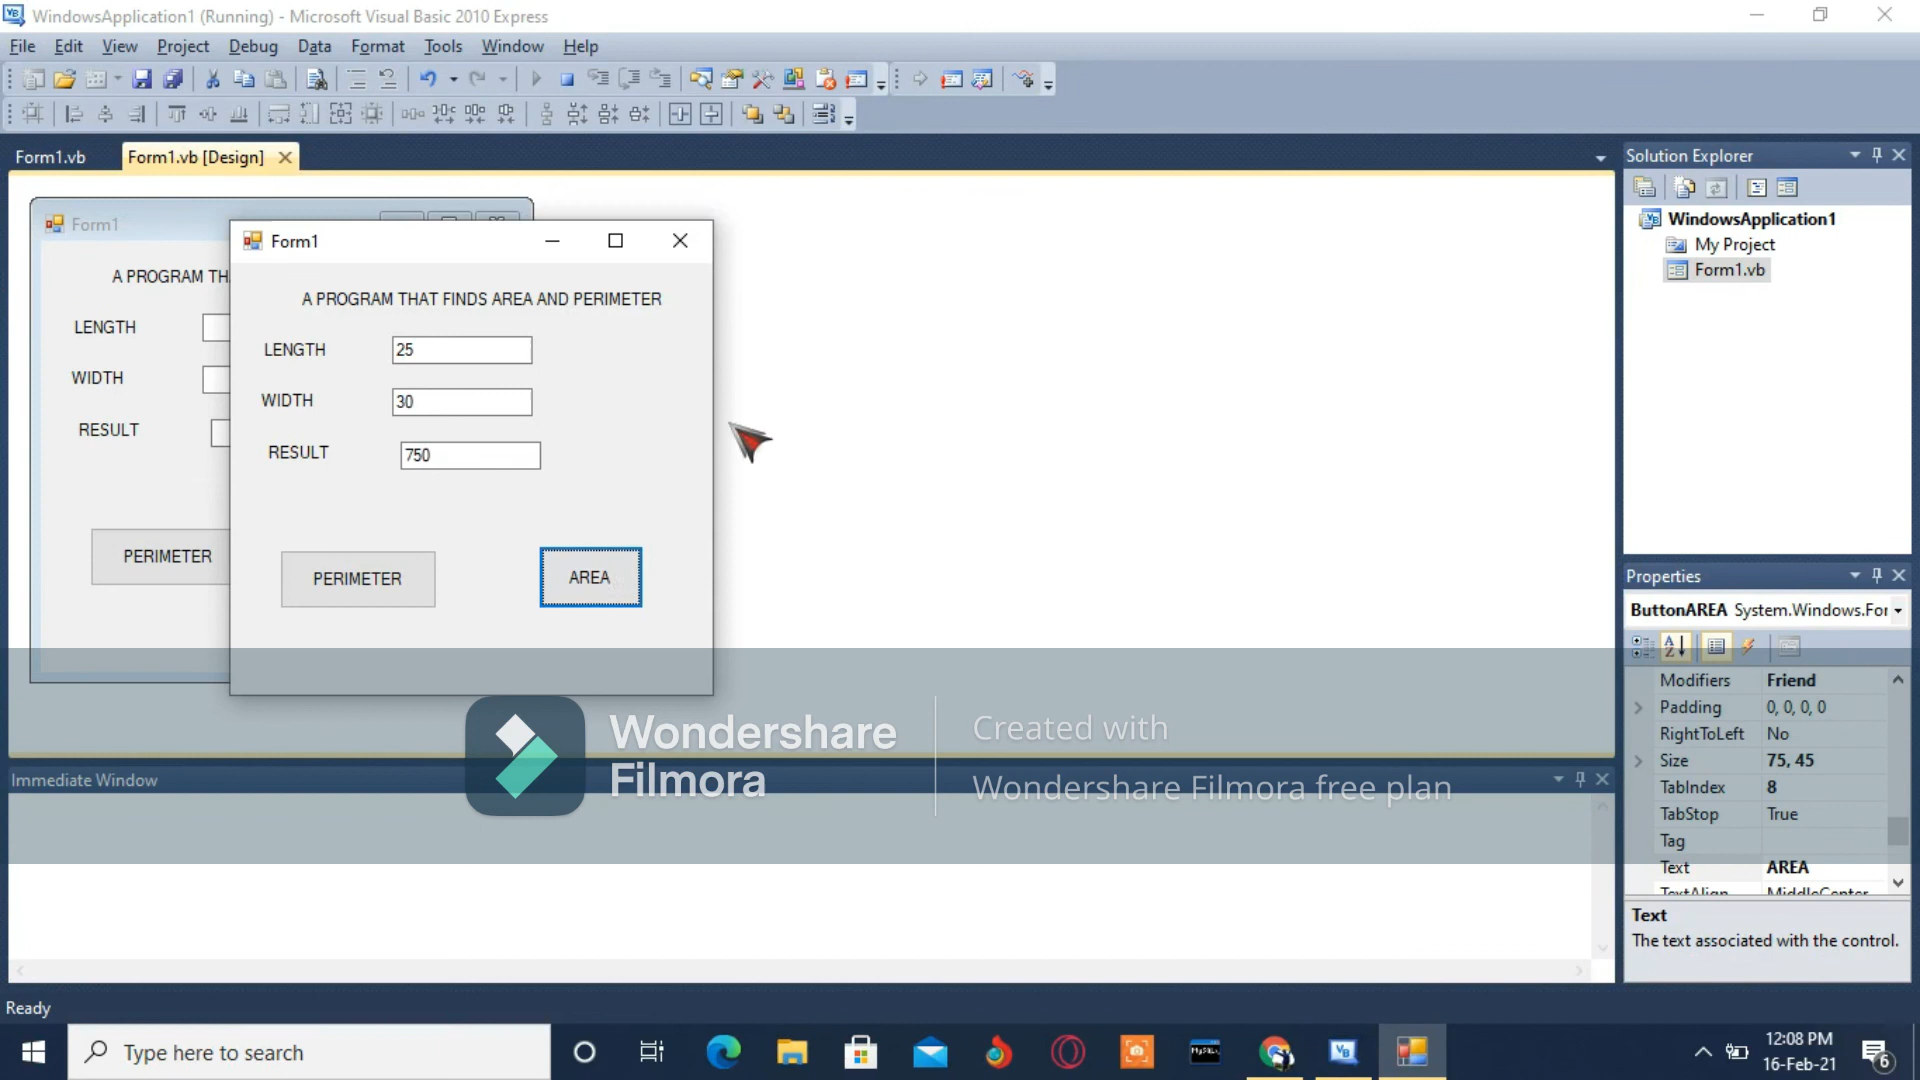 WindowsApplication1 (Running) - Microsoft Visual Basic 2010 Express
File Edit View Project Debug Data Format Tools Window Help
Form1.vb
Form1.vb [Design]
Form1
A PROGRAM TH
LENGTH
WIDTH
RESULT
PERIMETER
Form1
A PROGRAM THAT FINDS AREA AND PERIMETER
LENGTH 25
WIDTH 30
RESULT 750
PERIMETER
AREA
Solution Explorer
WindowsApplication1
My Project
Form1.vb
Properties
ButtonAREA System.Windows.For
Modifiers Friend
Padding 0, 0, 0, 0
RightToLeft No
Size 75, 45
TabIndex 8
TabStop True
Tag
Text AREA
TextAlign MiddleCenter
Text
The text associated with the control.
Immediate Window
Wondershare
Filmora
Created with
Wondershare Filmora free plan
Ready
Type here to search
12:08 PM
16-Feb-21
6